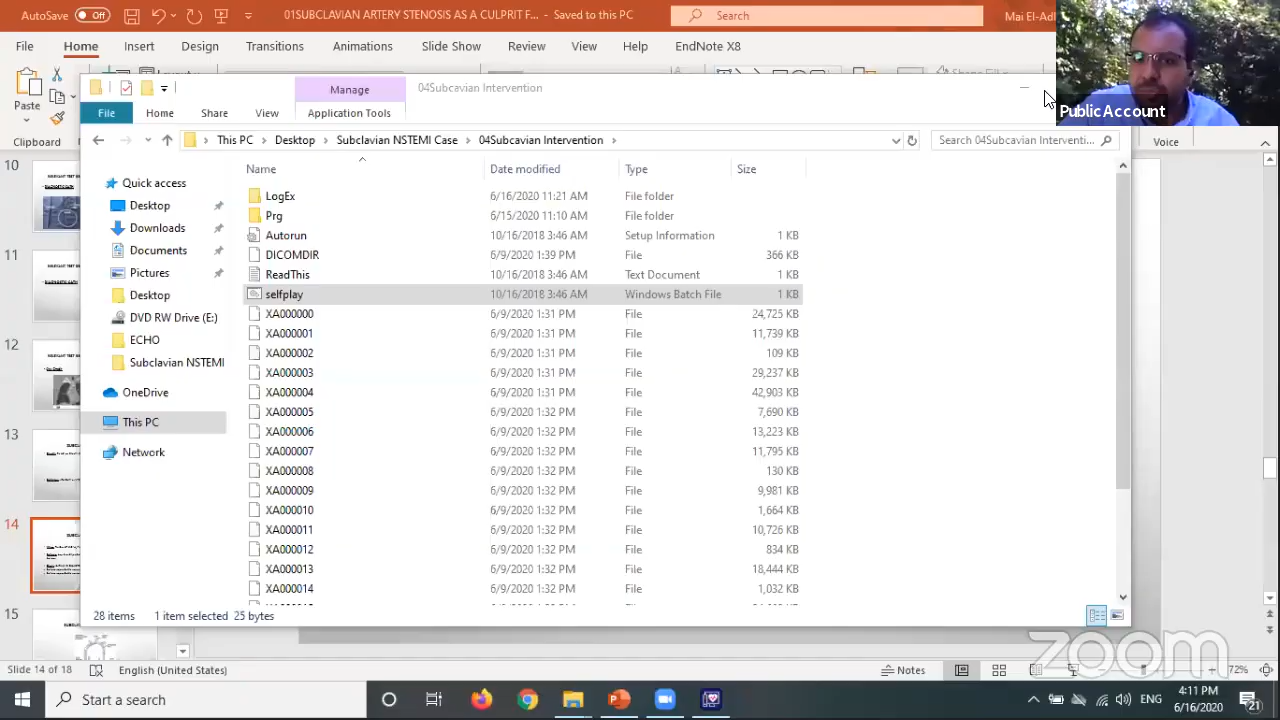 AutoSave Off 01SUBCLAVIAN ARTERY STENOSIS AS A CULPRIT F... - Saved to this PC Search Mai El-Adl
File Home Insert Design Transitions Animations Slide Show Review View Help EndNote X8
Paste
Clipboard
Voice
Public Account
Manage 04Subcavian Intervention
File Home Share View Application Tools
This PC Desktop Subclavian NSTEMI Case 04Subcavian Intervention Search 04Subcavian Interventi...
Name Date modified Type Size
Quick access
Desktop
Downloads
Documents
Pictures
Desktop
DVD RW Drive (E:)
ECHO
Subclavian NSTEMI
OneDrive
This PC
Network
LogEx 6/16/2020 11:21 AM File folder
Prg 6/15/2020 11:10 AM File folder
Autorun 10/16/2018 3:46 AM Setup Information 1 KB
DICOMDIR 6/9/2020 1:39 PM File 366 KB
ReadThis 10/16/2018 3:46 AM Text Document 1 KB
selfplay 10/16/2018 3:46 AM Windows Batch File 1 KB
XA000000 6/9/2020 1:31 PM File 24,725 KB
XA000001 6/9/2020 1:31 PM File 11,739 KB
XA000002 6/9/2020 1:31 PM File 109 KB
XA000003 6/9/2020 1:31 PM File 29,237 KB
XA000004 6/9/2020 1:31 PM File 42,903 KB
XA000005 6/9/2020 1:32 PM File 7,690 KB
XA000006 6/9/2020 1:32 PM File 13,223 KB
XA000007 6/9/2020 1:32 PM File 11,795 KB
XA000008 6/9/2020 1:32 PM File 130 KB
XA000009 6/9/2020 1:32 PM File 9,981 KB
XA000010 6/9/2020 1:32 PM File 1,664 KB
XA000011 6/9/2020 1:32 PM File 10,726 KB
XA000012 6/9/2020 1:32 PM File 834 KB
XA000013 6/9/2020 1:32 PM File 18,444 KB
XA000014 6/9/2020 1:32 PM File 1,032 KB
28 items 1 item selected 25 bytes
10
11
12
13
14
15
zoom
Slide 14 of 18 English (United States) Notes 72%
Start a search ENG 4:11 PM
6/16/2020 21